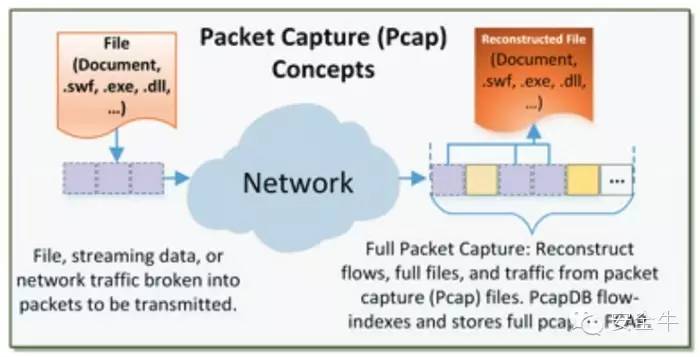 Packet Capture (Pcap)
Concepts
File
(Document,
.swf, .exe, .dll,
...)
Network
Reconstructed File
(Document,
.swf, .exe, .dll,
...)
...
File, streaming data, or
network traffic broken into
packets to be transmitted.
Full Packet Capture: Reconstruct
flows, full files, and traffic from packet
capture (Pcap) files. PcapDB flow-
indexes and stores full pcap
安全牛